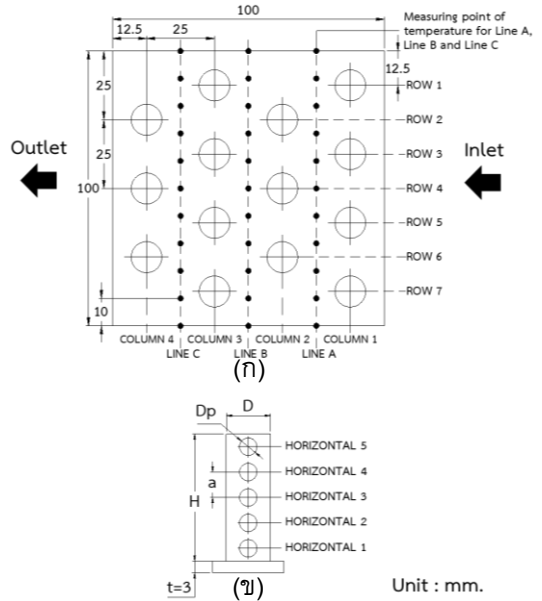 100
12.5
25
Measuring point of
temperature for Line A,
Line B and Line C
12.5
25
ROW 1
ROW 2
Outlet
25
ROW 3
Inlet
100
ROW 4
ROW 5
ROW 6
10
ROW 7
COLUMN 4
COLUMN 3
COLUMN 2
COLUMN 1
LINE C
LINE B
LINE A
(ก)
Dp
D
HORIZONTAL 5
a
HORIZONTAL 4
H
HORIZONTAL 3
HORIZONTAL 2
HORIZONTAL 1
t=3
(ข)
Unit : mm.